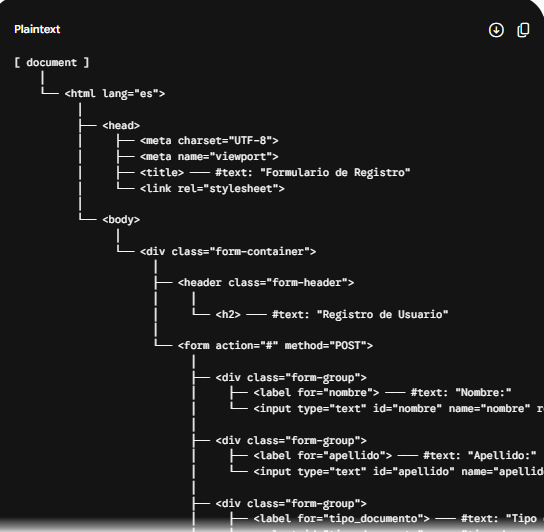 Plaintext
[ document ]
│
└── <html lang="es">
│
├── <head>
│ ├── <meta charset="UTF-8">
│ ├── <meta name="viewport">
│ ├── <title> ── #text: "Formulario de Registro"
│ └── <link rel="stylesheet">
│
└── <body>
│
└── <div class="form-container">
│
├── <header class="form-header">
│ │
│ └── <h2> ── #text: "Registro de Usuario"
│
└── <form action="#" method="POST">
│
├── <div class="form-group">
│ ├── <label for="nombre"> ── #text: "Nombre:"
│ └── <input type="text" id="nombre" name="nombre"
│
├── <div class="form-group">
│ ├── <label for="apellido"> ── #text: "Apellido:"
│ └── <input type="text" id="apellido" name="apellid
│
├── <div class="form-group">
│ ├── <label for="tipo_documento"> ── #text: "Tipo